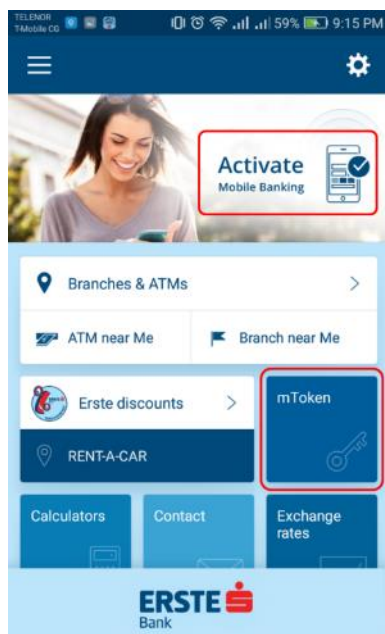 TELENOR
T-Mobile CG
59% 9:15 PM
Activate
Mobile Banking
Branches & ATMs
ATM near Me
Branch near Me
Erste discounts
mToken
RENT-A-CAR
Calculators
Contact
Exchange
rates
ERSTE
Bank